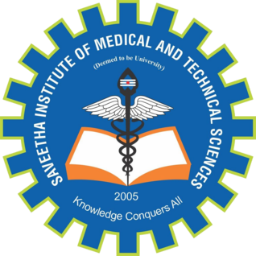 SAVEETHA INSTITUTE OF MEDICAL AND TECHNICAL SCIENCES
(Deemed to be University)
2005
Knowledge Conquers All